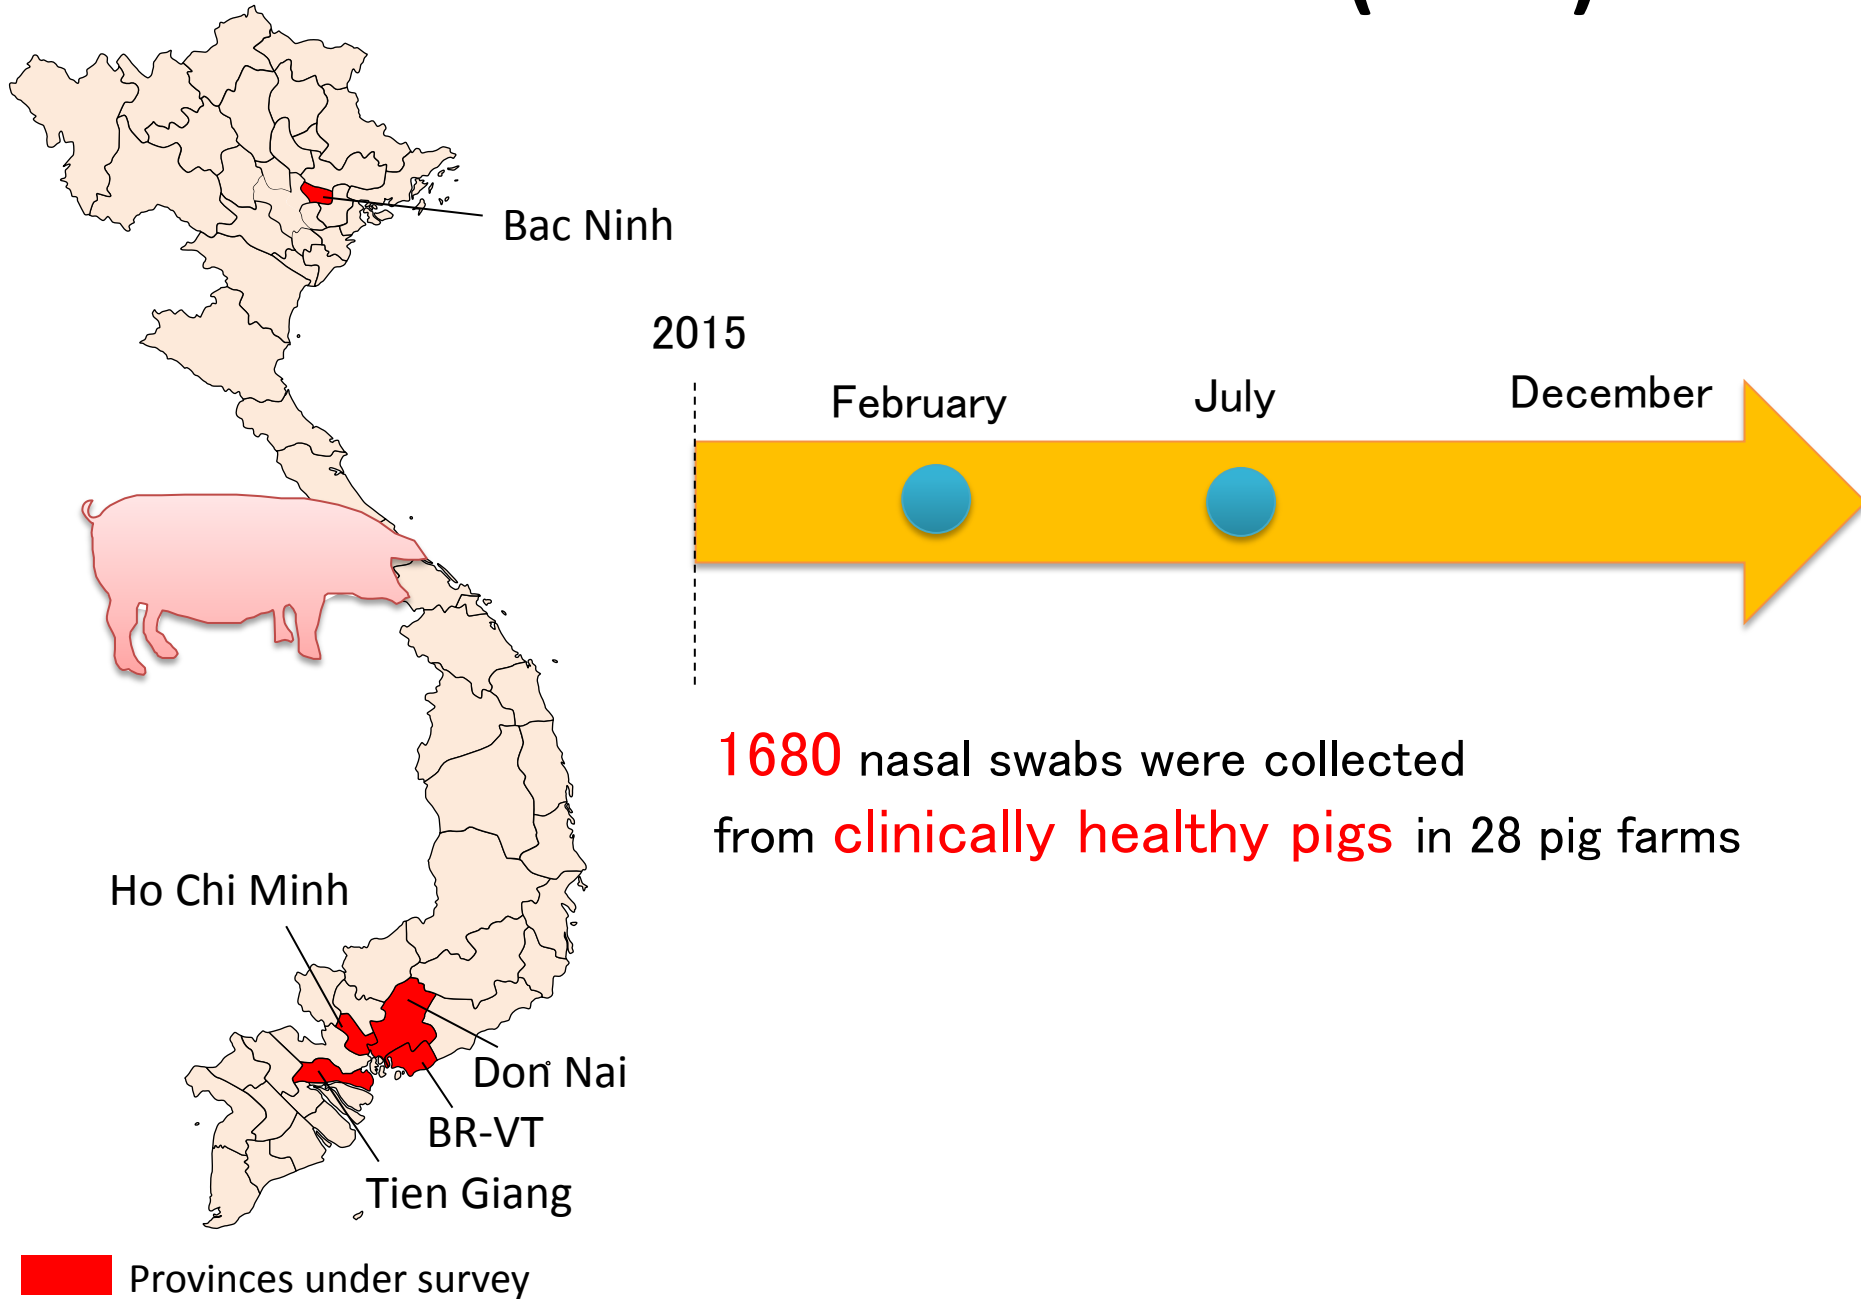 Bac Ninh
2015
February
July
December
1680 nasal swabs were collected
from clinically healthy pigs in 28 pig farms
Ho Chi Minh
Don Nai
BR-VT
Tien Giang
Provinces under survey